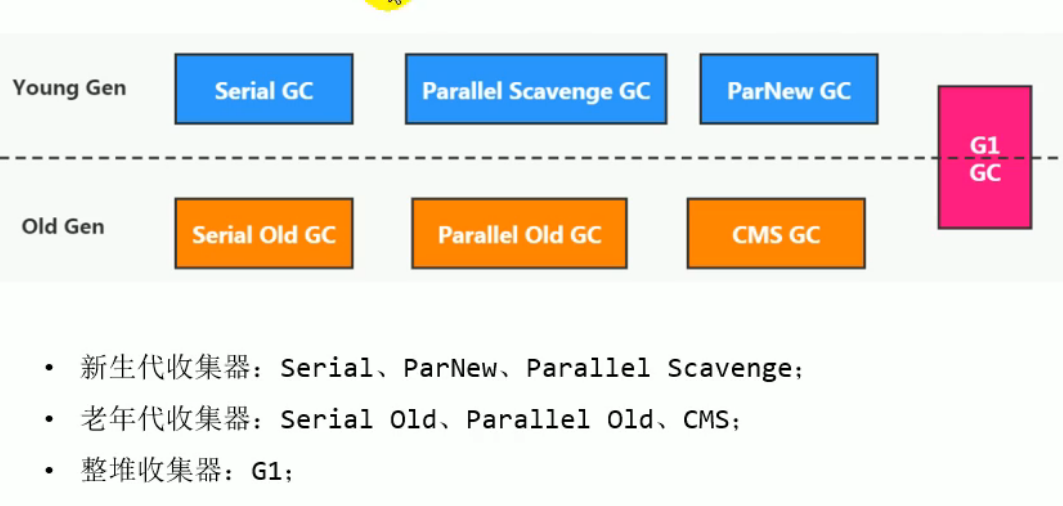 Young Gen
Serial GC
Parallel Scavenge GC
ParNew GC
G1
GC
Old Gen
Serial Old GC
Parallel Old GC
CMS GC
• 新生代收集器：Serial、ParNew、Parallel Scavenge；
• 老年代收集器：Serial Old、Parallel Old、CMS；
• 整堆收集器：G1；